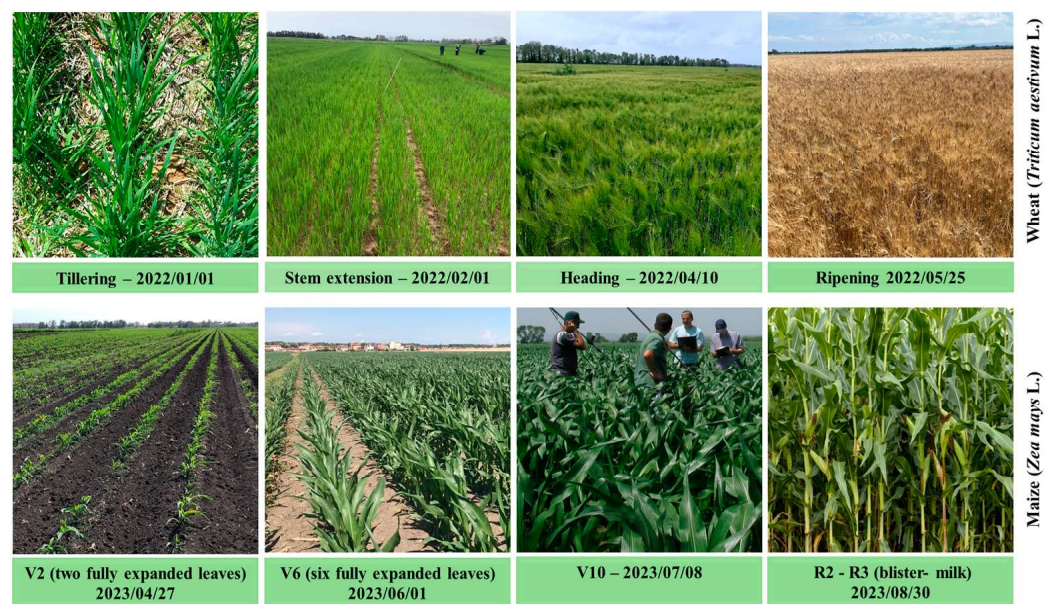 Tillering – 2022/01/01
Stem extension – 2022/02/01
Heading – 2022/04/10
Ripening 2022/05/25
Wheat (Triticum aestivum L.)
V2 (two fully expanded leaves)
2023/04/27
V6 (six fully expanded leaves)
2023/06/01
V10 – 2023/07/08
R2 - R3 (blister- milk)
2023/08/30
Maize (Zea mays L.)